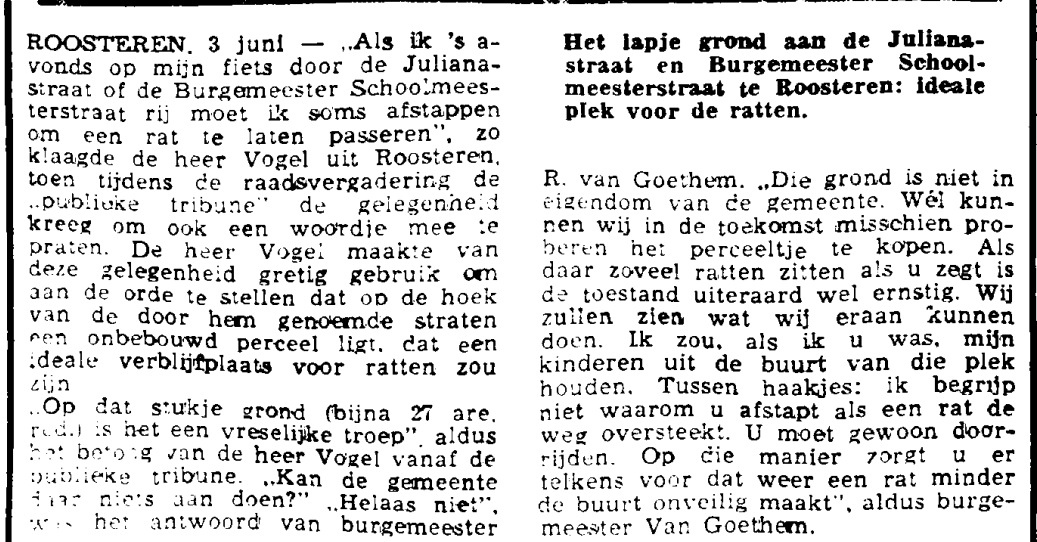 ROOSTEREN, 3 juni — „Als ik 's a-
vonds op mijn fiets door de Juliana-
straat of de Burgemeester Schoolmees-
terstraat rij moet ik soms afstappen
om een rat te laten passeren”, zo
klaagde de heer Vogel uit Roosteren,
toen tijdens de raadsvergadering de
„publieke tribune” de gelegenheid
kreeg om ook een woordje mee te
praten. De heer Vogel maakte van
deze gelegenheid gretig gebruik om
aan de orde te stellen dat op de hoek
van de door hem genoemde straten
een onbebouwd perceel ligt, dat een
ideale verblijfplaats voor ratten zou
zijn
„Op dat stukje grond (bijna 27 are,
red.) is het een vreselijke troep”, aldus
het betoog van de heer Vogel vanaf de
publieke tribune. „Kan de gemeente
daar niets aan doen?” „Helaas niet”,
was het antwoord van burgemeester
Het lapje grond aan de Juliana-
straat en Burgemeester School-
meesterstraat te Roosteren: ideale
plek voor de ratten.
R. van Goethem. „Die grond is niet in
eigendom van de gemeente. Wél kun-
nen wij in de toekomst misschien pro-
beren het perceeltje te kopen. Als
daar zoveel ratten zitten als u zegt is
de toestand uiteraard wel ernstig. Wij
zullen zien wat wij eraan kunnen
doen. Ik zou, als ik u was, mijn
kinderen uit de buurt van die plek
houden. Tussen haakjes: ik begrijp
niet waarom u afstapt als een rat de
weg oversteekt. U moet gewoon door-
rijden. Op die manier zorgt u er
telkens voor dat weer een rat minder
de buurt onveilig maakt”, aldus burge-
meester Van Goethem.